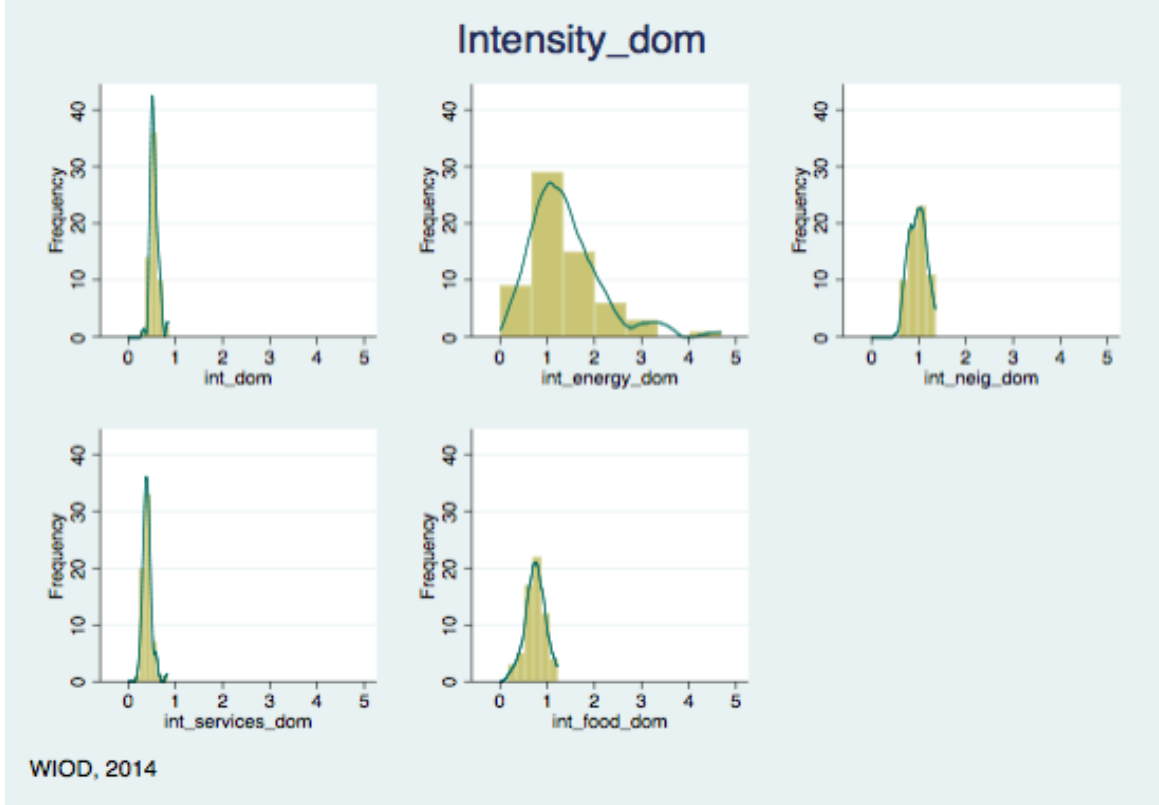 Intensity_dom
Frequency
0 10 20 30 40
0 1 2 3 4 5
int_dom
Frequency
0 10 20 30 40
0 1 2 3 4 5
int_energy_dom
Frequency
0 10 20 30 40
0 1 2 3 4 5
int_neig_dom
Frequency
0 10 20 30 40
0 1 2 3 4 5
int_services_dom
Frequency
0 10 20 30 40
0 1 2 3 4 5
int_food_dom
WIOD, 2014